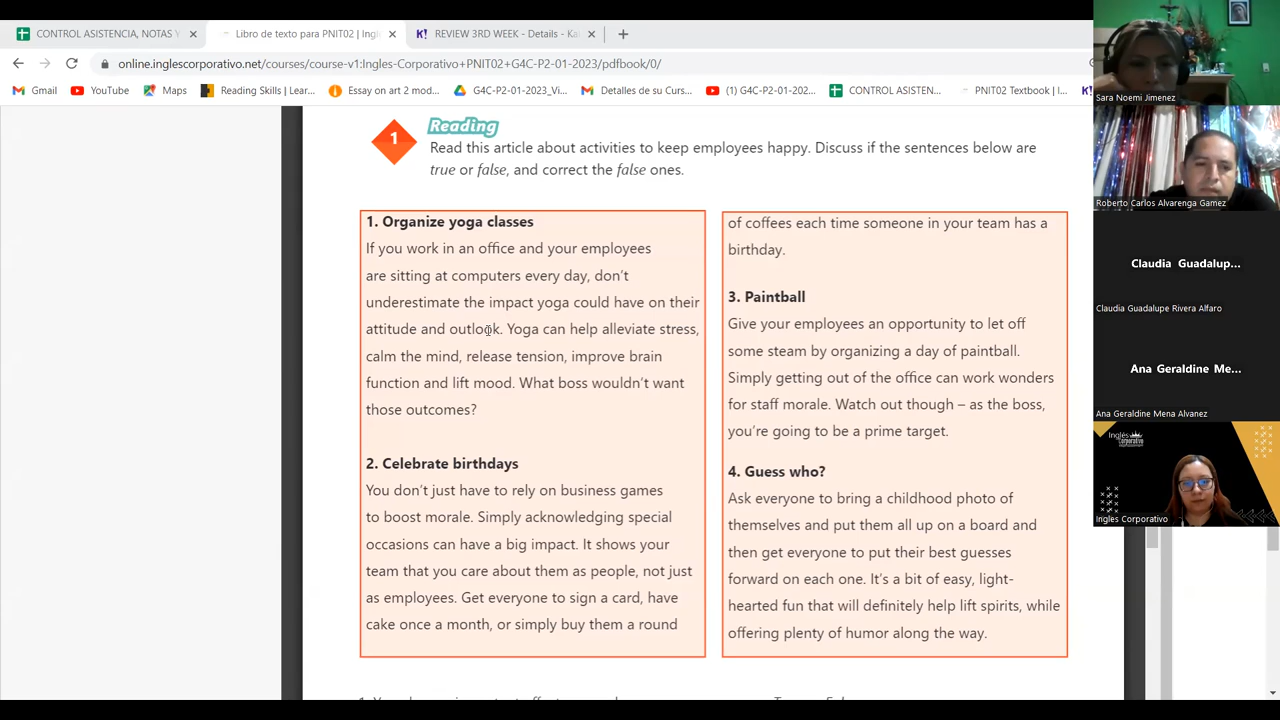 CONTROL ASISTENCIA, NOTAS Y
Libro de texto para PNIT02 | Ingl
K! REVIEW 3RD WEEK - Details - Ka
online.inglescorporativo.net/courses/course-v1:Ingles-Corporativo+PNIT02+G4C-P2-01-2023/pdfbook/0/
Gmail
YouTube
Maps
Reading Skills | Lear...
Essay on art 2 mod...
G4C-P2-01-2023_Vi...
Detalles de su Curs...
(1) G4C-P2-01-202...
CONTROL ASISTEN...
PNIT02 Textbook | I...
1
Reading
Read this article about activities to keep employees happy. Discuss if the sentences below are
true or false, and correct the false ones.
1. Organize yoga classes
If you work in an office and your employees
are sitting at computers every day, don't
underestimate the impact yoga could have on their
attitude and outlook. Yoga can help alleviate stress,
calm the mind, release tension, improve brain
function and lift mood. What boss wouldn't want
those outcomes?
2. Celebrate birthdays
You don't just have to rely on business games
to boost morale. Simply acknowledging special
occasions can have a big impact. It shows your
team that you care about them as people, not just
as employees. Get everyone to sign a card, have
cake once a month, or simply buy them a round
of coffees each time someone in your team has a
birthday.
3. Paintball
Give your employees an opportunity to let off
some steam by organizing a day of paintball.
Simply getting out of the office can work wonders
for staff morale. Watch out though – as the boss,
you're going to be a prime target.
4. Guess who?
Ask everyone to bring a childhood photo of
themselves and put them all up on a board and
then get everyone to put their best guesses
forward on each one. It's a bit of easy, light-
hearted fun that will definitely help lift spirits, while
offering plenty of humor along the way.
Sara Noemi Jimenez
Roberto Carlos Alvarenga Gamez
Claudia Guadalup...
Claudia Guadalupe Rivera Alfaro
Ana Geraldine Me...
Ana Geraldine Mena Alvanez
Inglés
Corporativo
Ingles Corporativo